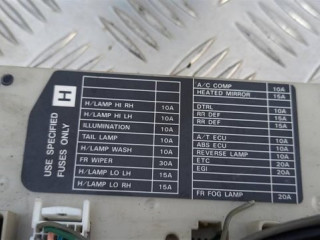 USE SPECIFIED
FUSES ONLY
H
H/LAMP HI RH 10A
H/LAMP HI LH 10A
ILLUMINATION 10A
TAIL LAMP 10A
H/LAMP WASH 10A
FR WIPER 30A
H/LAMP LO LH 15A
H/LAMP LO RH 15A
A/C COMP 10A
HEATED MIRROR 15A
DTRL 10A
RR DEF 15A
RR DEF 15A
A/T ECU 10A
ABS ECU 10A
REVERSE LAMP 10A
ETC 20A
EGI 20A
FR FOG LAMP 20A